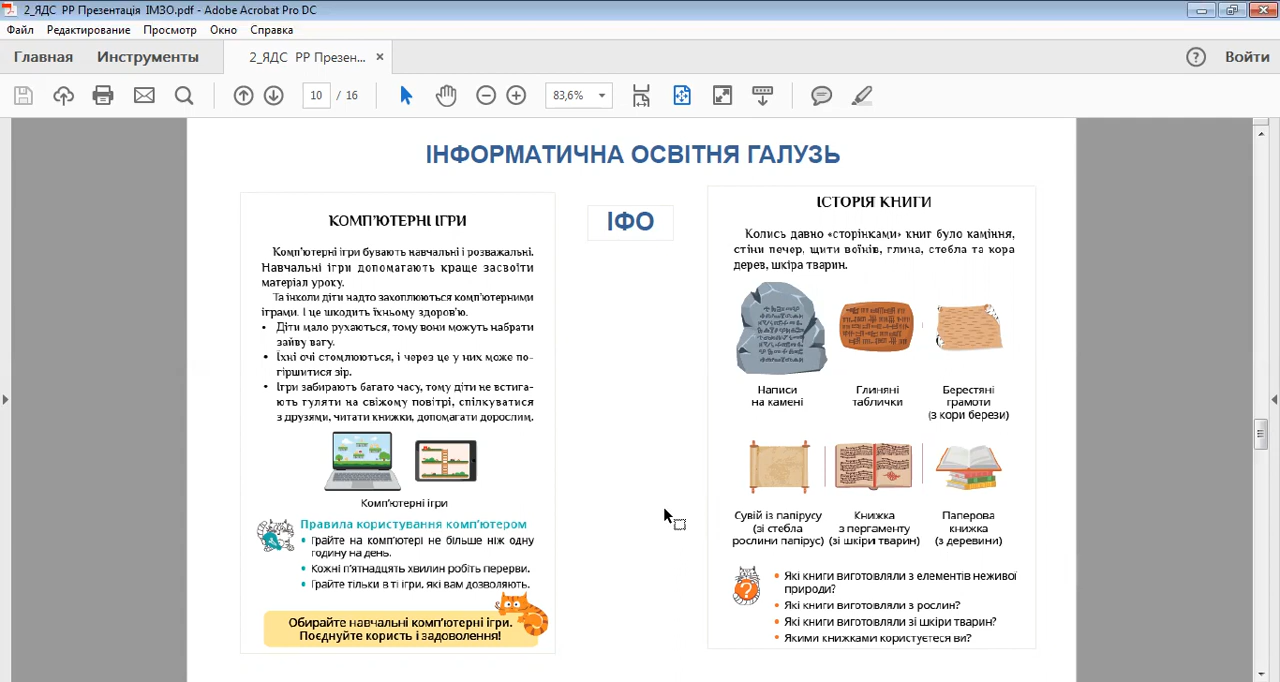 2_ЯДС РР Презентація ІМЗО.pdf - Adobe Acrobat Pro DC
Файл Редактирование Просмотр Окно Справка
Главная Инструменты 2_ЯДС РР Презен... × ? Войти
10 / 16 83,6%
ІНФОРМАТИЧНА ОСВІТНЯ ГАЛУЗЬ
ІФО
КОМП'ЮТЕРНІ ІГРИ
Комп'ютерні ігри бувають навчальні і розважальні.
Навчальні ігри допомагають краще засвоїти
матеріал уроку.
Та інколи діти надто захоплюються комп'ютерними
іграми. І це шкодить їхньому здоров'ю.
• Діти мало рухаються, тому вони можуть набрати
зайву вагу.
• Їхні очі стомлюються, і через це у них може по-
гіршитися зір.
• Ігри забирають багато часу, тому діти не встига-
ють гуляти на свіжому повітрі, спілкуватися
з друзями, читати книжки, допомагати дорослим.
Комп'ютерні ігри
Правила користування комп'ютером
• Грайте на комп'ютері не більше ніж одну
годину на день.
• Кожні п'ятнадцять хвилин робіть перерви.
• Грайте тільки в ті ігри, які вам дозволяють.
Обирайте навчальні комп'ютерні ігри.
Поєднуйте користь і задоволення!
ІСТОРІЯ КНИГИ
Колись давно «сторінками» книг було каміння,
стіни печер, щити воїнів, глина, стебла та кора
дерев, шкіра тварин.
Написи
на камені
Глиняні
таблички
Берестяні
грамоти
(з кори берези)
Сувій із папірусу
(зі стебла
рослини папірус)
Книжка
з пергаменту
(зі шкіри тварин)
Паперова
книжка
(з деревини)
?
• Які книги виготовляли з елементів неживої
природи?
• Які книги виготовляли з рослин?
• Які книги виготовляли зі шкіри тварин?
• Якими книжками користуєтеся ви?